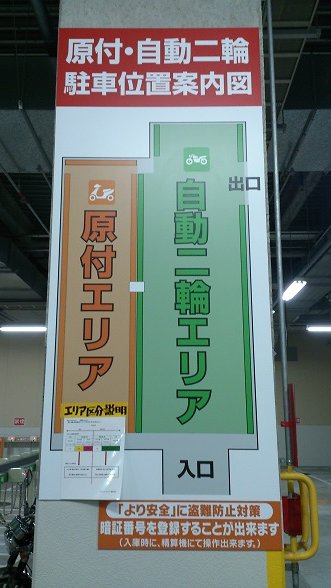 原付・自動二輪
駐車位置案内図
出口
自動二輪エリア
原付エリア
エリア区分説明
入口
「より安全」に盗難防止対策
暗証番号を登録することが出来ます
(入庫時に、精算機にて操作出来ます。)